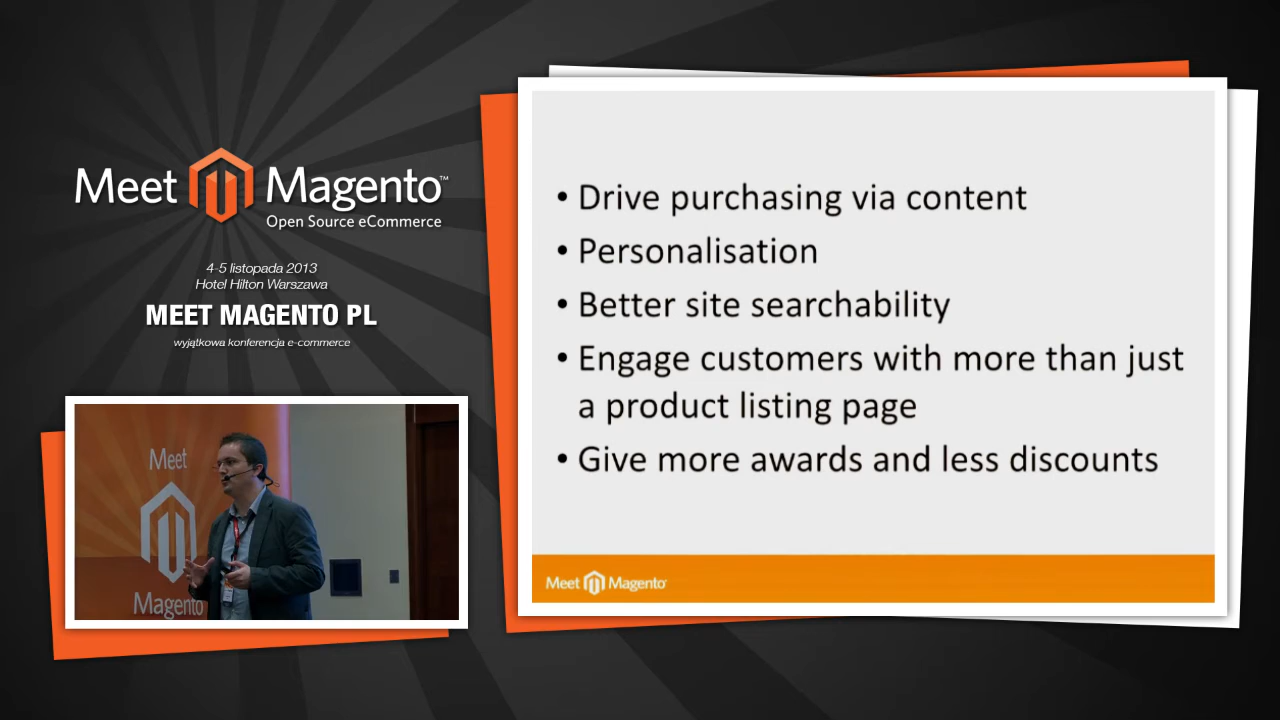 Meet Magento™
Open Source eCommerce
4-5 listopada 2013
Hotel Hilton Warszawa
MEET MAGENTO PL
wyjątkowa konferencja e-commerce
Meet
Magento
• Drive purchasing via content
• Personalisation
• Better site searchability
• Engage customers with more than just
a product listing page
• Give more awards and less discounts
Meet Magento